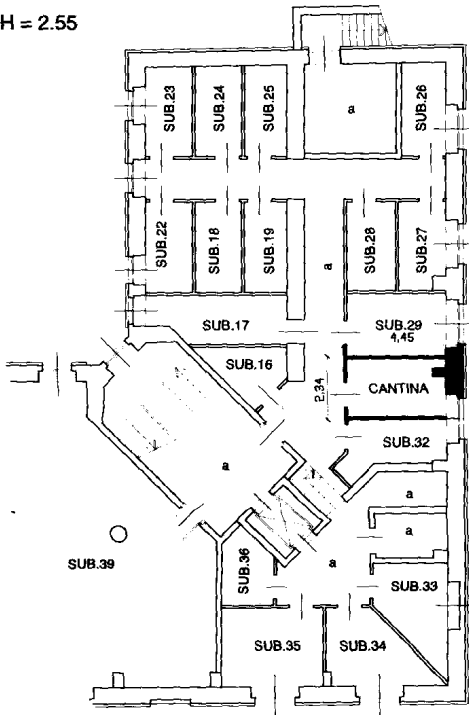 H = 2.55
SUB.23
SUB.24
SUB.25
a
SUB.26
SUB.22
SUB.18
SUB.19
a
SUB.28
SUB.27
SUB.17
SUB.29
4,45
SUB.16
2,34
CANTINA
a
SUB.32
a
a
SUB.39
SUB.36
a
SUB.33
SUB.35
SUB.34